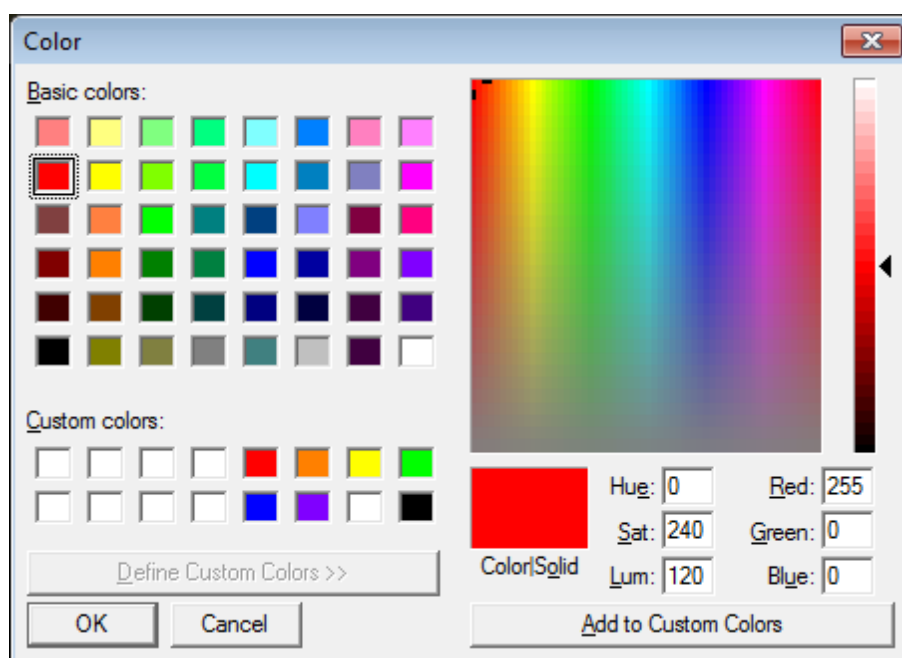 Color
Basic colors:
Custom colors:
Define Custom Colors >>
OK Cancel
Color|Solid
Hue: 0 Red: 255
Sat: 240 Green: 0
Lum: 120 Blue: 0
Add to Custom Colors